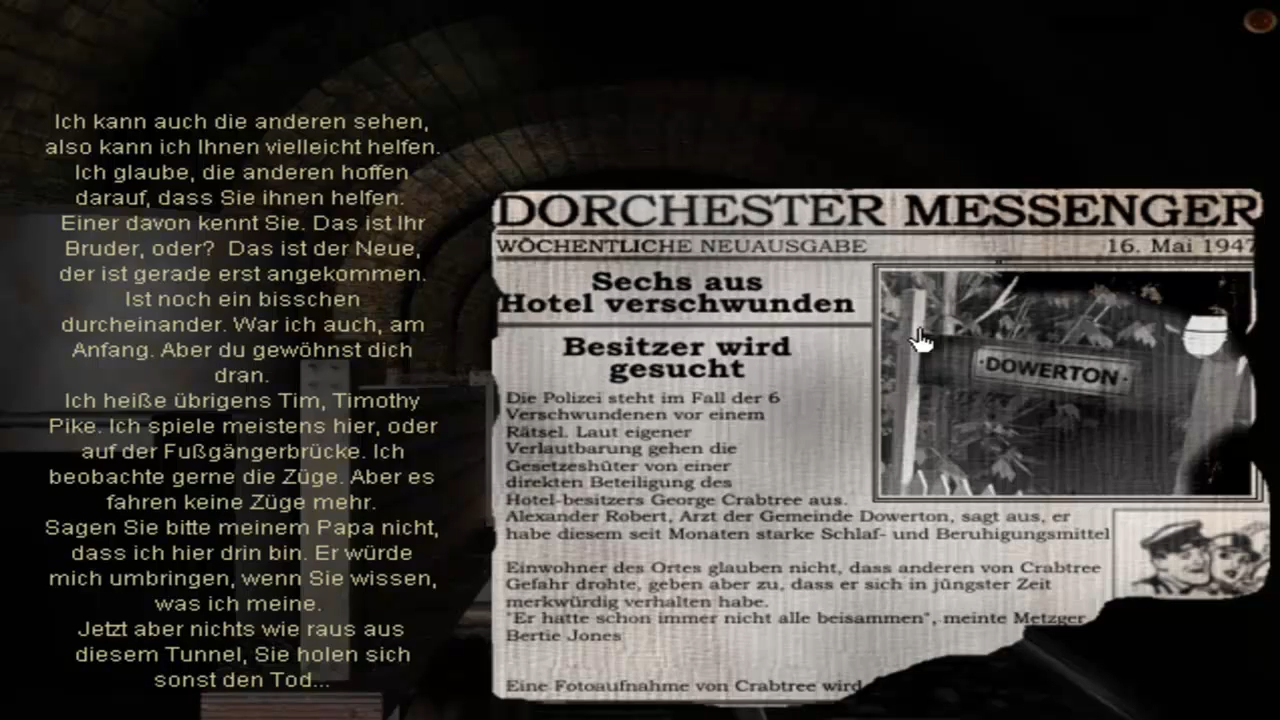 Ich kann auch die anderen sehen,
also kann ich Ihnen vielleicht helfen.
Ich glaube, die anderen hoffen
darauf, dass Sie ihnen helfen.
Einer davon kennt Sie. Das ist Ihr
Bruder, oder? Das ist der Neue,
der ist gerade erst angekommen.
Ist noch ein bisschen
durcheinander. War ich auch, am
Anfang. Aber du gewöhnst dich
dran.
Ich heiße übrigens Tim, Timothy
Pike. Ich spiele meistens hier, oder
auf der Fußgängerbrücke. Ich
beobachte gerne die Züge. Aber es
fahren keine Züge mehr.
Sagen Sie bitte meinem Papa nicht,
dass ich hier drin bin. Er würde
mich umbringen, wenn Sie wissen,
was ich meine.
Jetzt aber nichts wie raus aus
diesem Tunnel, Sie holen sich
sonst den Tod...
DORCHESTER MESSENGER
WÖCHENTLICHE NEUAUSGABE 16. Mai 1947
Sechs aus
Hotel verschwunden
Besitzer wird
gesucht
Die Polizei steht im Fall der 6
Verschwundenen vor einem
Rätsel. Laut eigener
Verlautbarung gehen die
Gesetzeshüter von einer
direkten Beteiligung des
Hotel-besitzers George Crabtree aus.
Alexander Robert, Arzt der Gemeinde Dowerton, sagt aus, er
habe diesem seit Monaten starke Schlaf- und Beruhigungsmittel
Einwohner des Ortes glauben nicht, dass anderen von Crabtree
Gefahr drohte, geben aber zu, dass er sich in jüngster Zeit
merkwürdig verhalten habe.
"Er hatte schon immer nicht alle beisammen", meinte Metzger
Bertie Jones
Eine Fotoaufnahme von Crabtree wird
·DOWERTON·